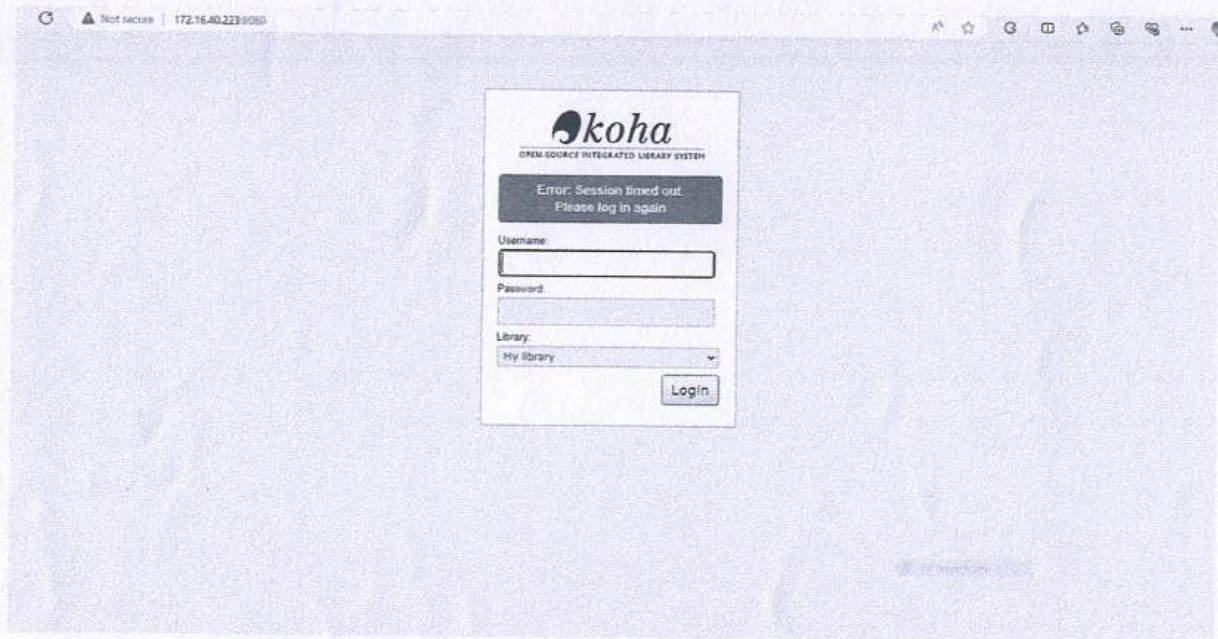 Not secure | 172.16.40.223:9060
koha
OPEN-SOURCE INTEGRATED LIBRARY SYSTEM
Error: Session timed out.
Please log in again
Username:
Password:
Library:
My library
Login